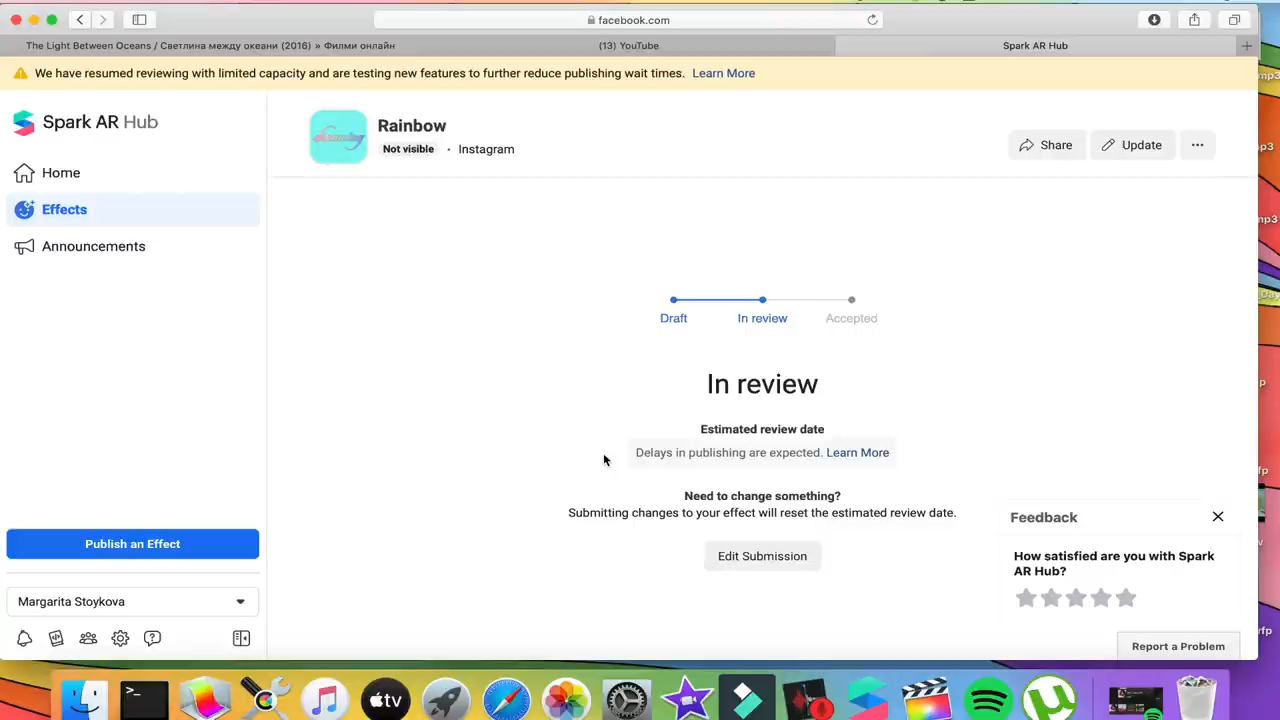 facebook.com
The Light Between Oceans / Светлина между океани (2016) » Филми онлайн
(13) YouTube
Spark AR Hub
We have resumed reviewing with limited capacity and are testing new features to further reduce publishing wait times. Learn More
Spark AR Hub
Home
Effects
Announcements
Publish an Effect
Margarita Stoykova
Rainbow
Not visible · Instagram
Share
Update
Draft
In review
Accepted
In review
Estimated review date
Delays in publishing are expected. Learn More
Need to change something?
Submitting changes to your effect will reset the estimated review date.
Edit Submission
Feedback
How satisfied are you with Spark
AR Hub?
Report a Problem
mp3
p3
np3
rfp
tv